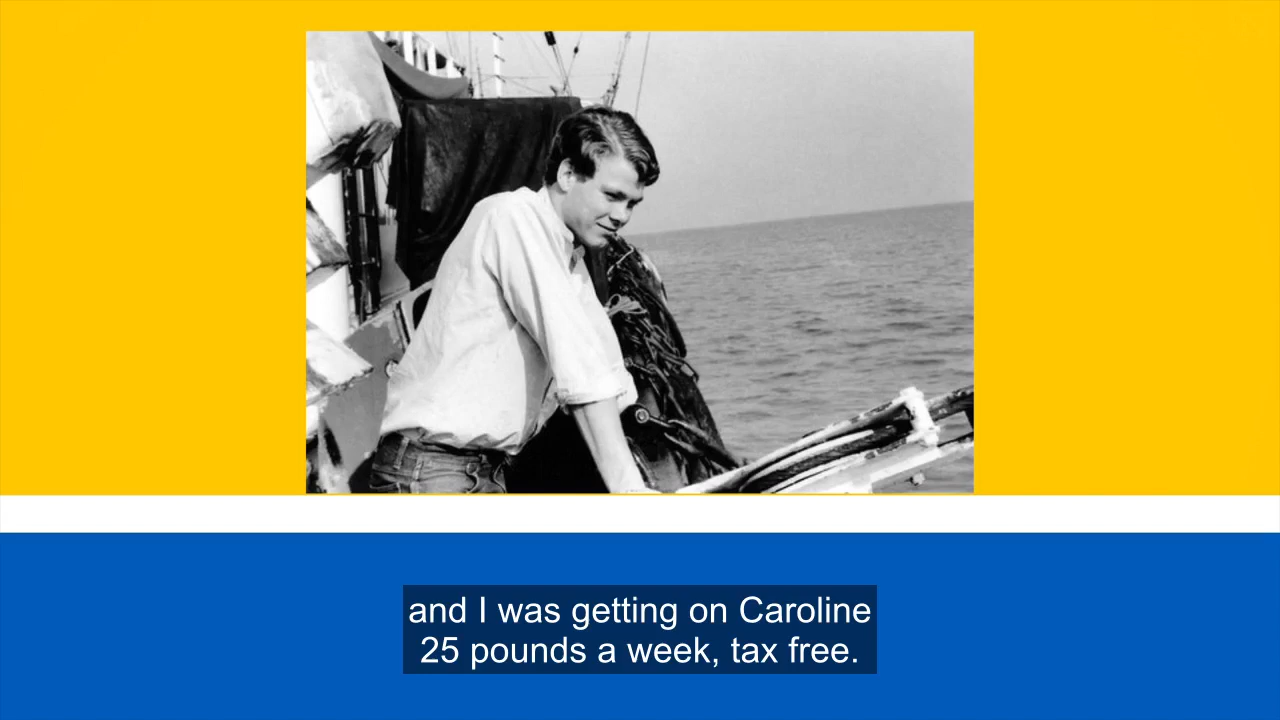 and I was getting on Caroline
25 pounds a week, tax free.